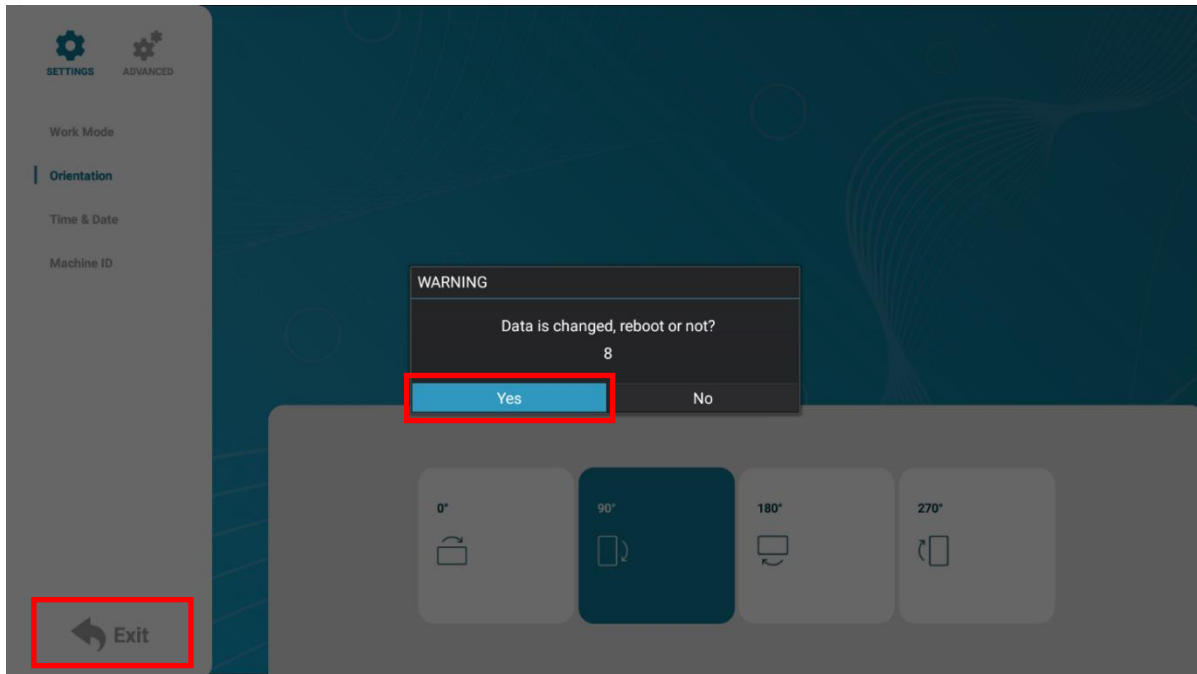 SETTINGS ADVANCED
Work Mode
Orientation
Time & Date
Machine ID
WARNING
Data is changed, reboot or not?
8
Yes No
0° 90° 180° 270°
Exit